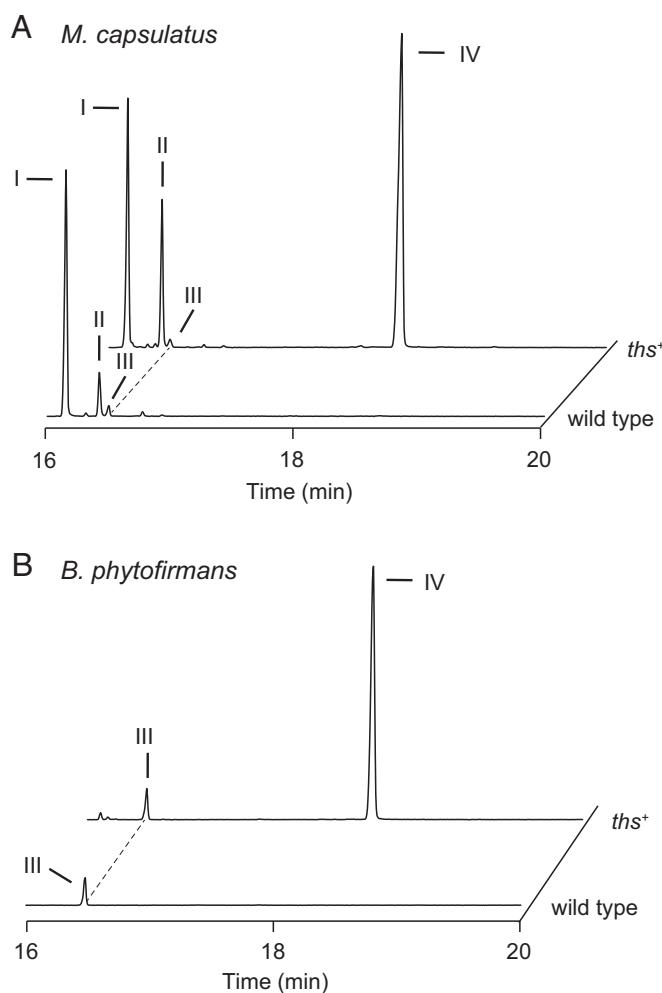 A M. capsulatus
IV
I
II
I
III
II
III
ths+
wild type
16 18 20
Time (min)
B B. phytofirmans
IV
III
ths+
III
wild type
16 18 20
Time (min)